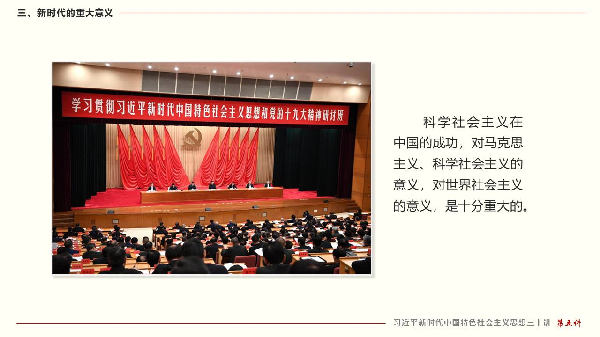 三、新时代的重大意义
学习贯彻习近平新时代中国特色社会主义思想和党的十九大精神研讨班
科学社会主义在
中国的成功，对马克思
主义、科学社会主义的
意义，对世界社会主义
的意义，是十分重大的。
习近平新时代中国特色社会主义思想三十讲 第五讲